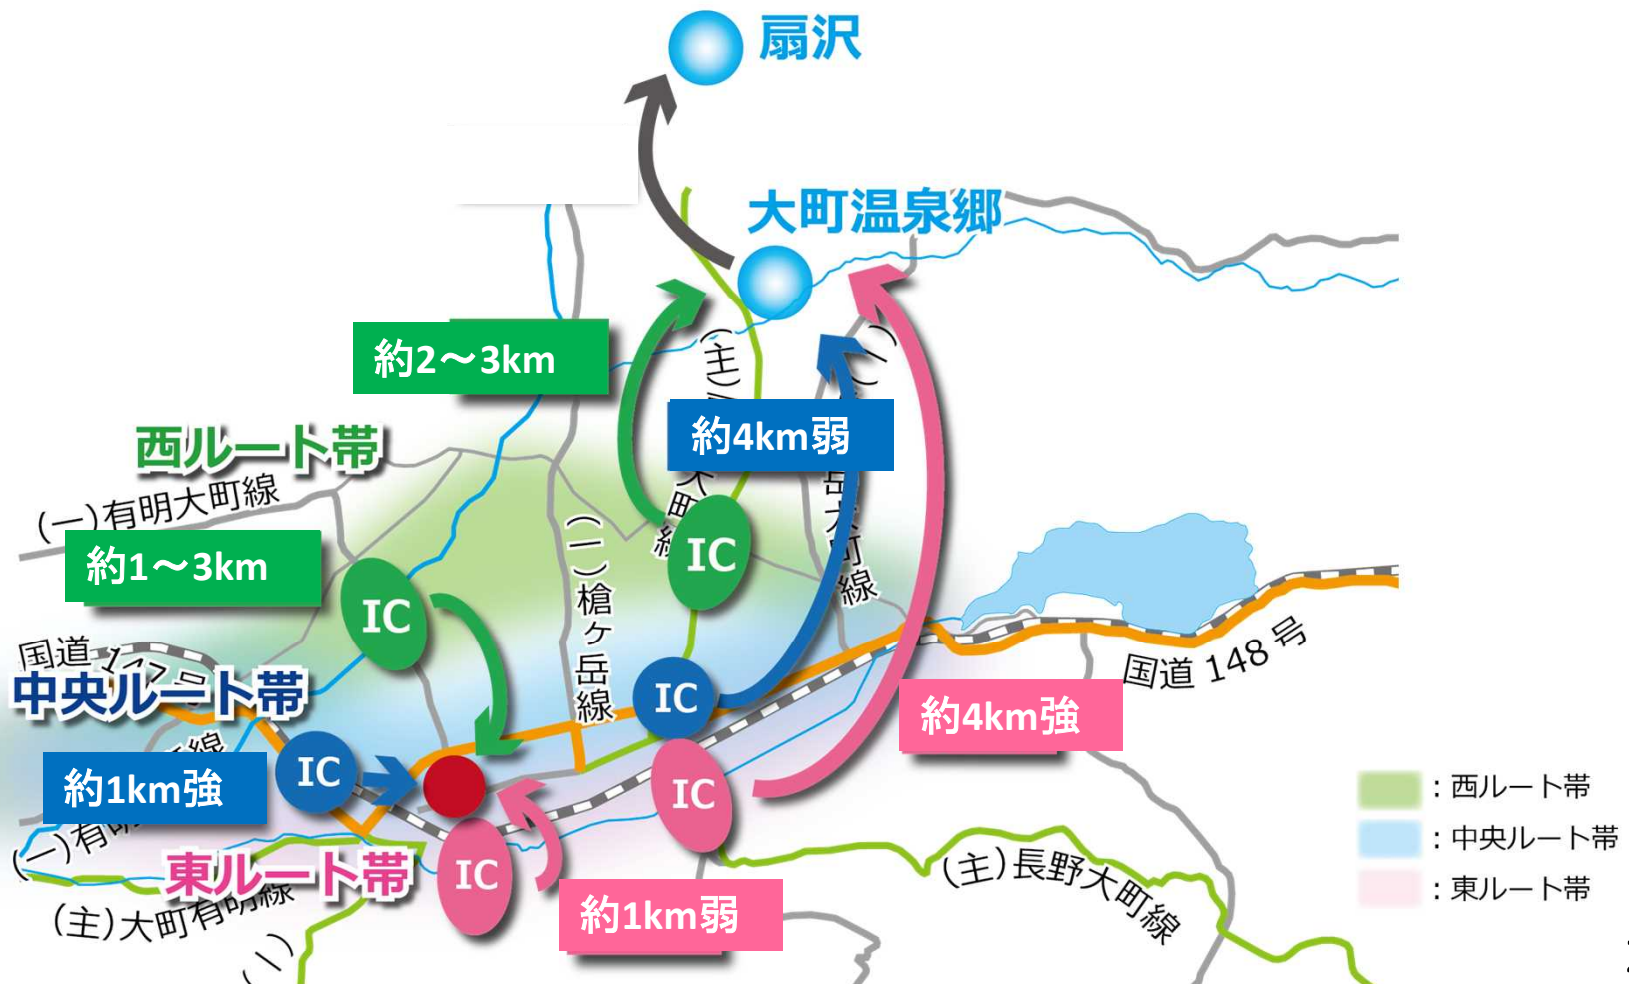 扇沢
大町温泉郷
約2～3km
約4km弱
西ルート帯
(一)有明大町線
約1～3km
IC
IC
(一)槍ヶ岳線
国道
中央ルート帯
IC
IC
国道 148 号
約4km強
約1km強
IC
IC
東ルート帯
約1km弱
(主)大町有明線
(主)長野大町線
：西ルート帯
：中央ルート帯
：東ルート帯